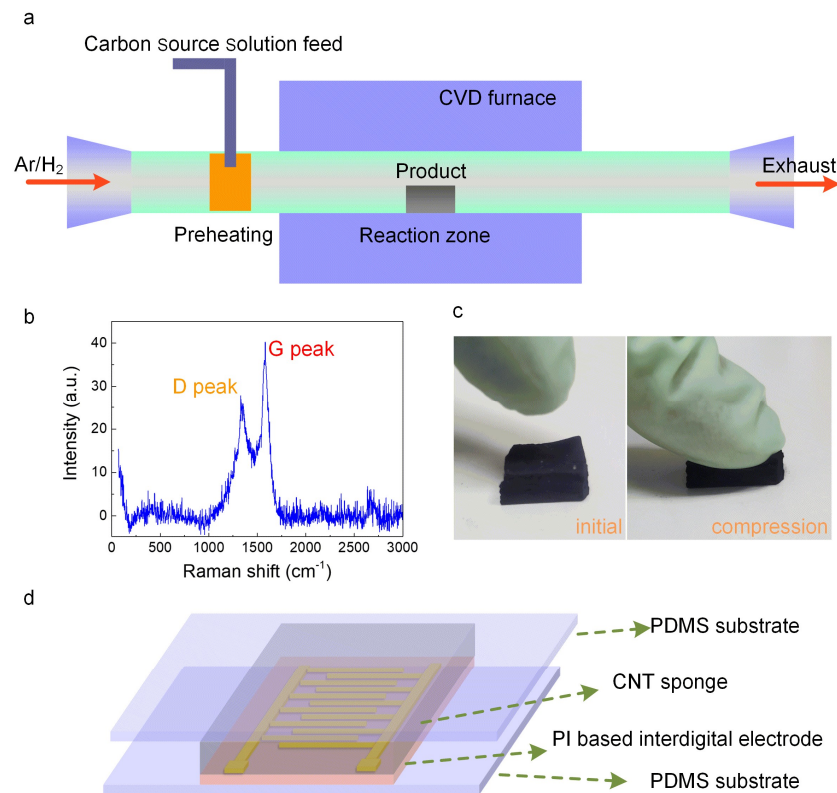 a
Carbon source solution feed
CVD furnace
Ar/H2
Product
Exhaust
Preheating
Reaction zone
b
c
40
30
20
10
0
Intensity (a.u.)
D peak
G peak
0 500 1000 1500 2000 2500 3000
Raman shift (cm-1)
initial
compression
d
PDMS substrate
CNT sponge
PI based interdigital electrode
PDMS substrate